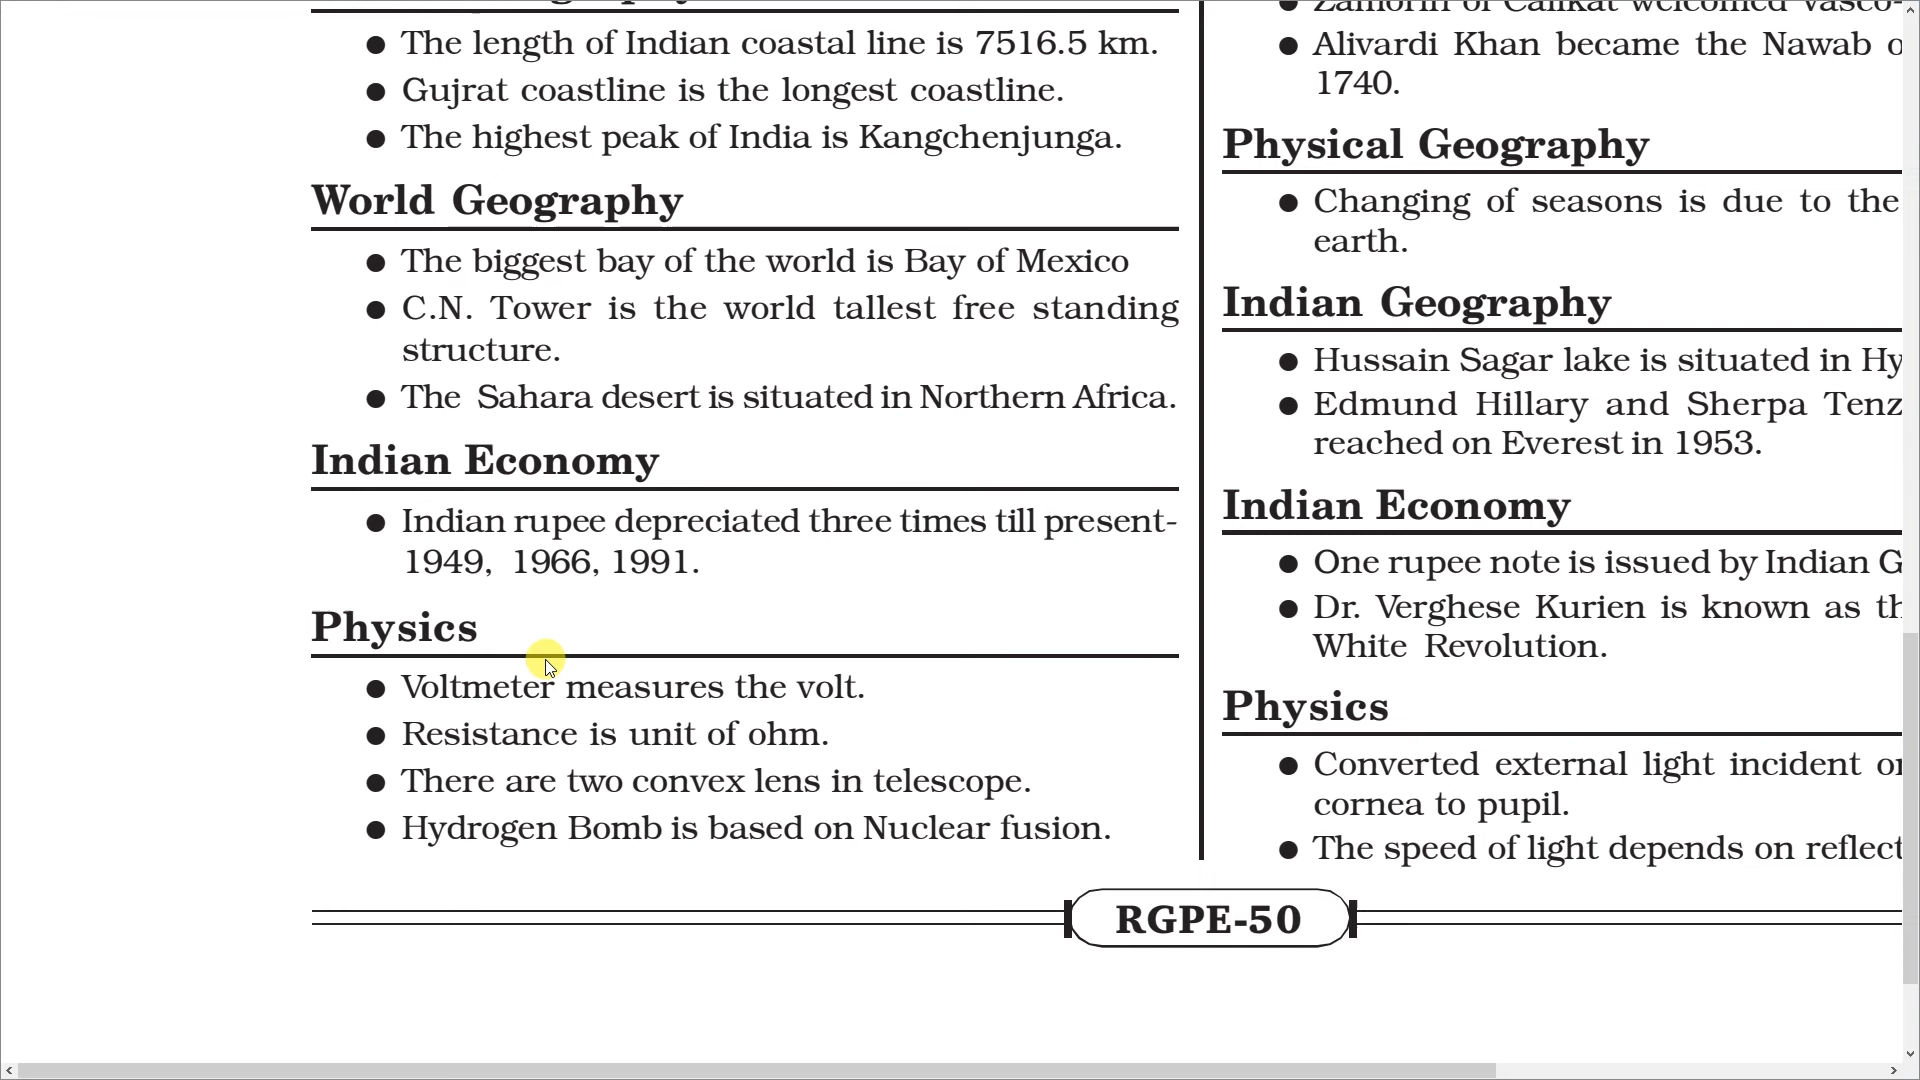 ● The length of Indian coastal line is 7516.5 km.
● Gujrat coastline is the longest coastline.
● The highest peak of India is Kangchenjunga.
World Geography
● The biggest bay of the world is Bay of Mexico
● C.N. Tower is the world tallest free standing
structure.
● The Sahara desert is situated in Northern Africa.
Indian Economy
● Indian rupee depreciated three times till present-
1949, 1966, 1991.
Physics
● Voltmeter measures the volt.
● Resistance is unit of ohm.
● There are two convex lens in telescope.
● Hydrogen Bomb is based on Nuclear fusion.
● Zamorin of Calikat welcomed Vasco-
● Alivardi Khan became the Nawab
1740.
Physical Geography
● Changing of seasons is due to the
earth.
Indian Geography
● Hussain Sagar lake is situated in
● Edmund Hillary and Sherpa
reached on Everest in 1953.
Indian Economy
● One rupee note is issued by Indian
● Dr. Verghese Kurien is known as
White Revolution.
Physics
● Converted external light incident
cornea to pupil.
● The speed of light depends on
RGPE-50